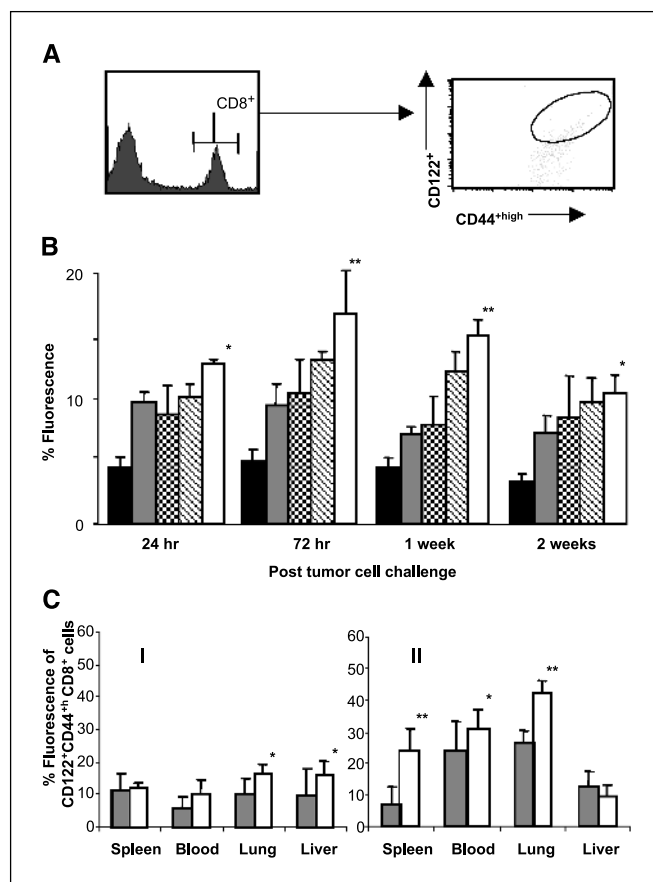 A
CD8+
CD122+
CD44+high
B
% Fluorescence
20
10
0
*
**
**
*
24 hr 72 hr 1 week 2 weeks
Post tumor cell challenge
C
% Fluorescence of
CD122+CD44+h CD8+ cells
I
60
50
40
30
20
10
0
*
*
Spleen Blood Lung Liver
II
60
50
40
30
20
10
0
**
*
**
Spleen Blood Lung Liver